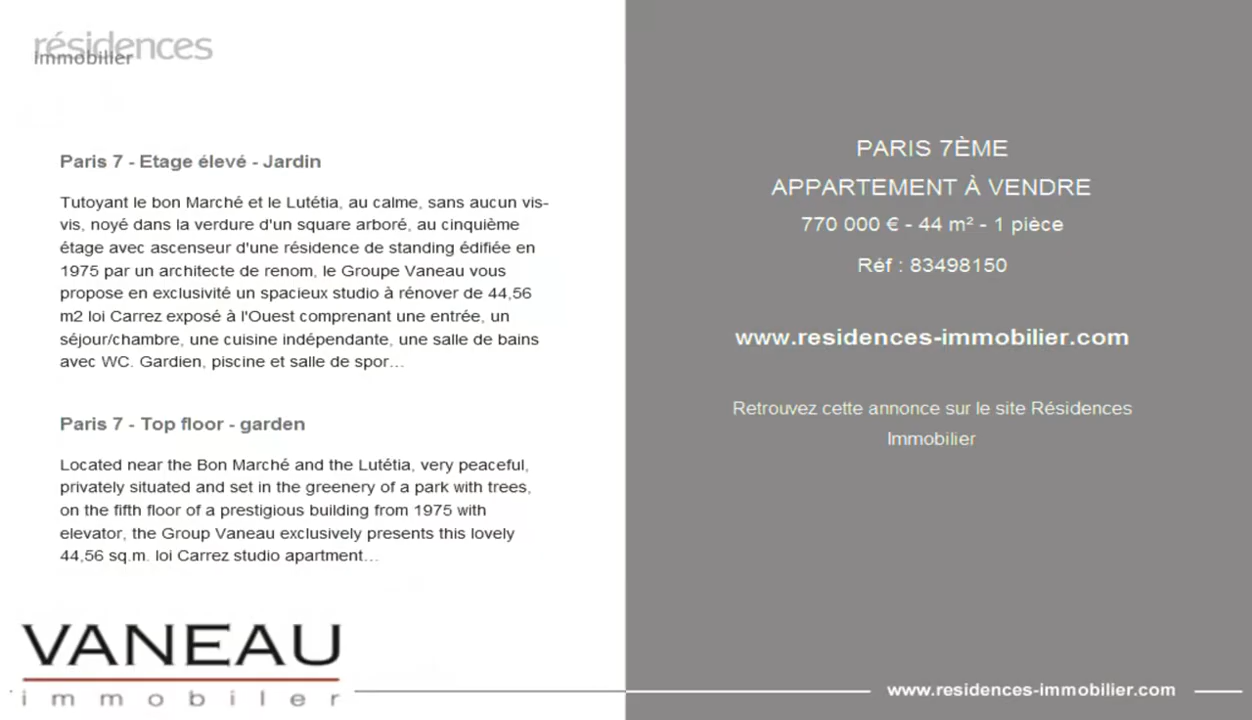 résidences
immobilier
Paris 7 - Etage élevé - Jardin
Tutoyant le bon Marché et le Lutétia, au calme, sans aucun vis-
vis, noyé dans la verdure d'un square arboré, au cinquième
étage avec ascenseur d'une résidence de standing édifiée en
1975 par un architecte de renom, le Groupe Vaneau vous
propose en exclusivité un spacieux studio à rénover de 44,56
m2 loi Carrez exposé à l'Ouest comprenant une entrée, un
séjour/chambre, une cuisine indépendante, une salle de bains
avec WC. Gardien, piscine et salle de spor...
Paris 7 - Top floor - garden
Located near the Bon Marché and the Lutétia, very peaceful,
privately situated and set in the greenery of a park with trees,
on the fifth floor of a prestigious building from 1975 with
elevator, the Group Vaneau exclusively presents this lovely
44,56 sq.m. loi Carrez studio apartment...
VANEAU
immobiler
PARIS 7ÈME
APPARTEMENT À VENDRE
770 000 € - 44 m² - 1 pièce
Réf : 83498150
www.residences-immobilier.com
Retrouvez cette annonce sur le site Résidences
Immobilier
www.residences-immobilier.com